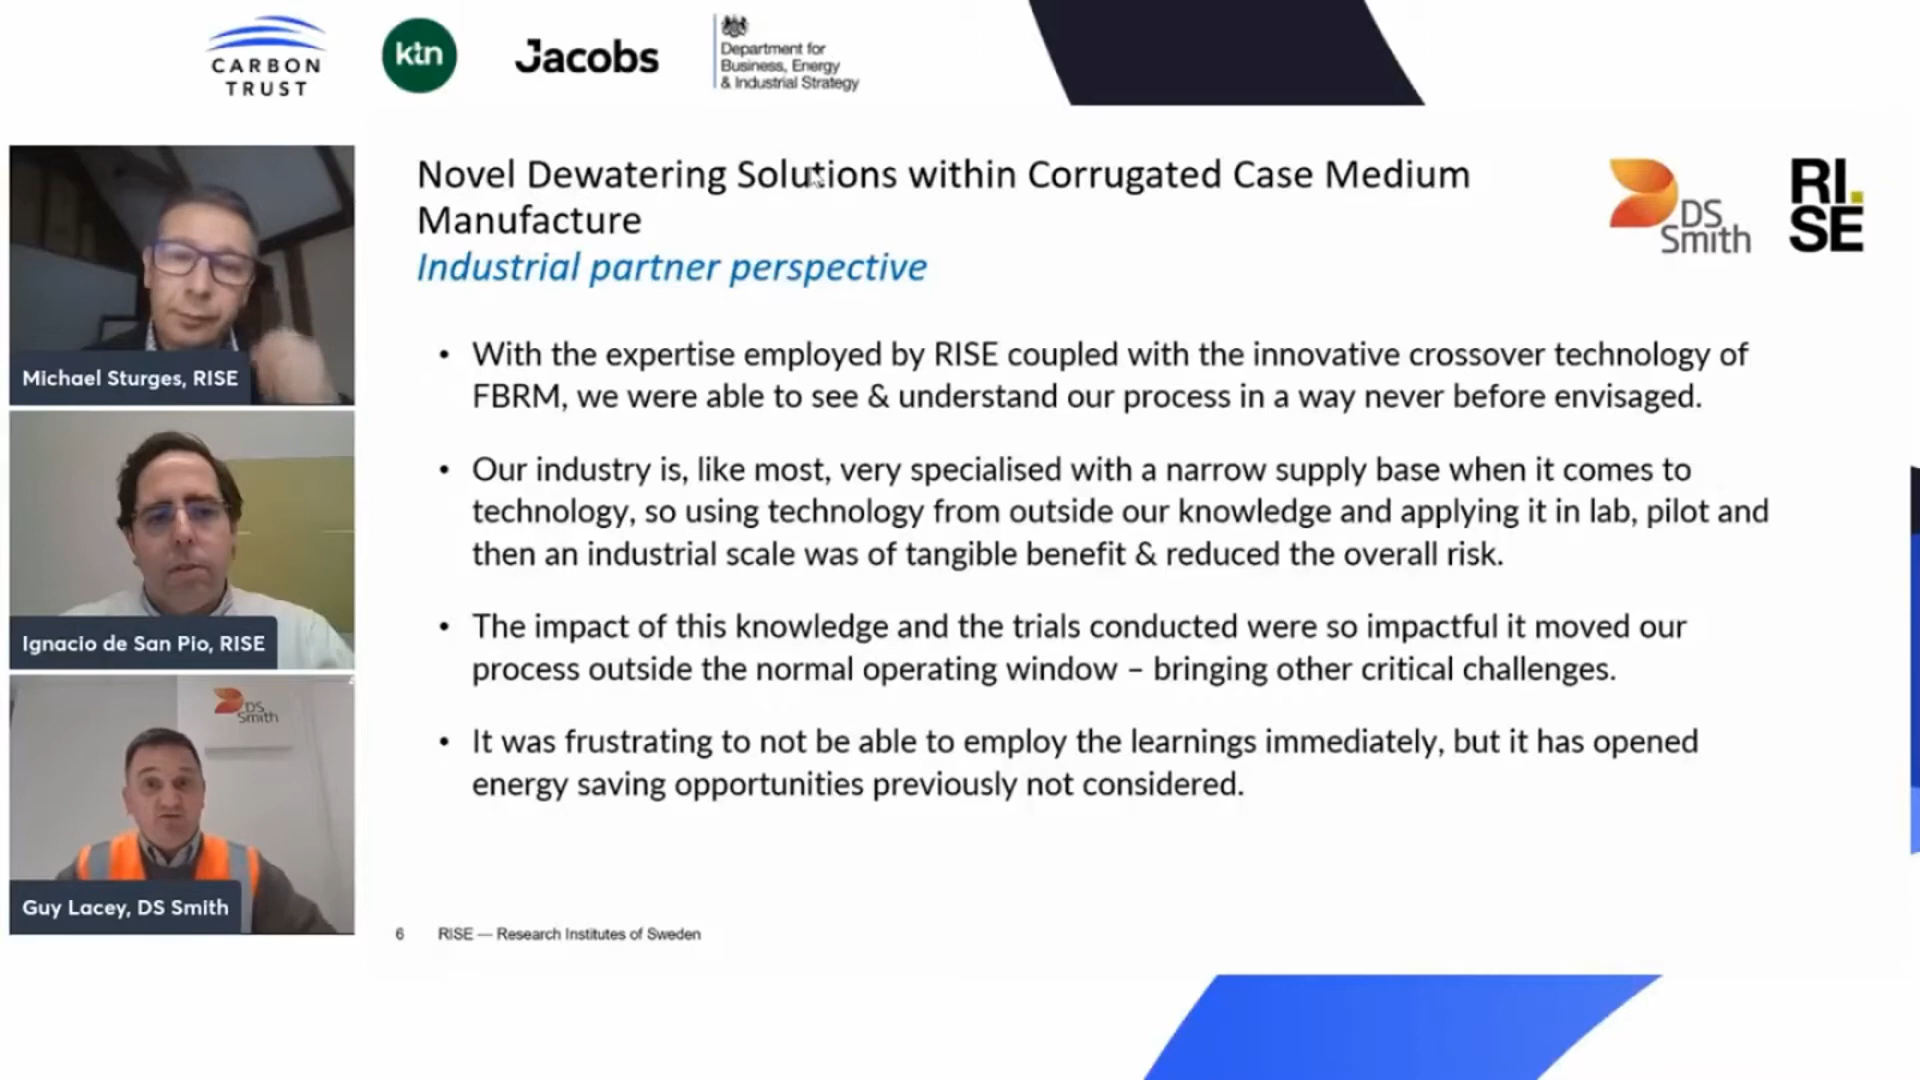 CARBON
TRUST
ktn
Jacobs
Department for
Business, Energy
& Industrial Strategy
Novel Dewatering Solutions within Corrugated Case Medium
Manufacture
Industrial partner perspective
DS
Smith
RI.
SE
• With the expertise employed by RISE coupled with the innovative crossover technology of
FBRM, we were able to see & understand our process in a way never before envisaged.
• Our industry is, like most, very specialised with a narrow supply base when it comes to
technology, so using technology from outside our knowledge and applying it in lab, pilot and
then an industrial scale was of tangible benefit & reduced the overall risk.
• The impact of this knowledge and the trials conducted were so impactful it moved our
process outside the normal operating window – bringing other critical challenges.
• It was frustrating to not be able to employ the learnings immediately, but it has opened
energy saving opportunities previously not considered.
6 RISE — Research Institutes of Sweden
Michael Sturges, RISE
Ignacio de San Pio, RISE
DS
Smith
Guy Lacey, DS Smith